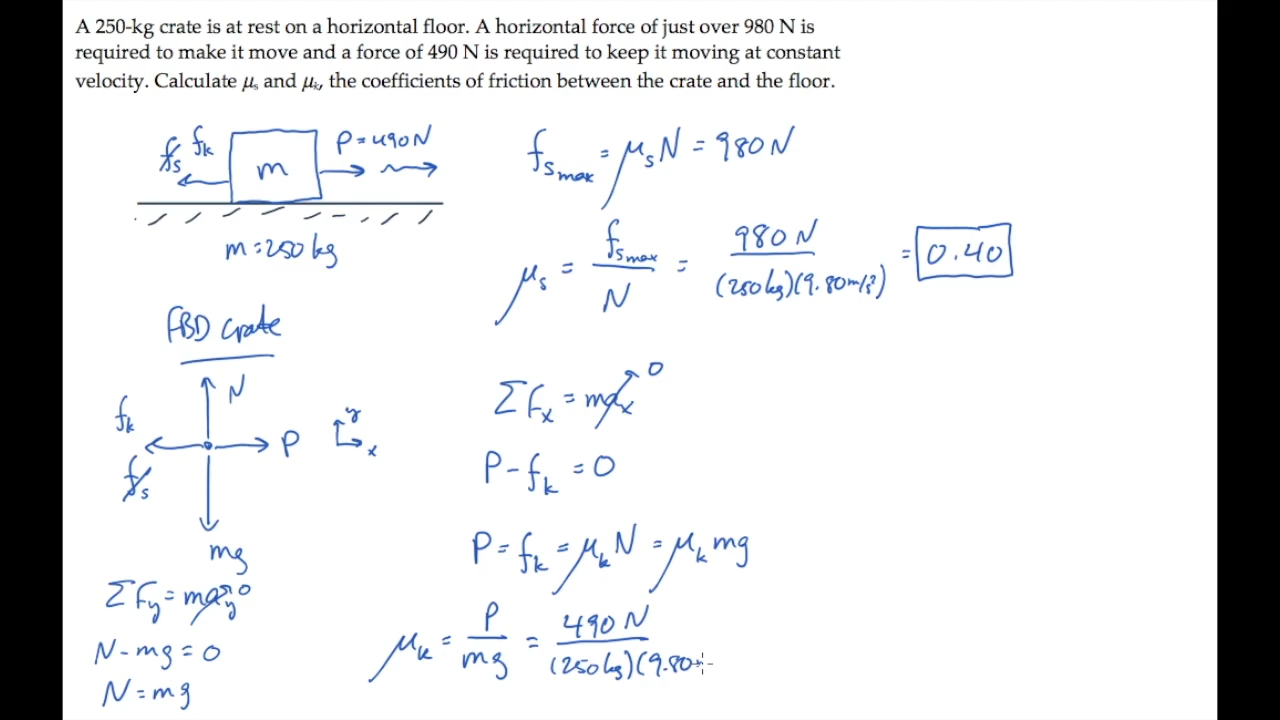 A 250-kg crate is at rest on a horizontal floor. A horizontal force of just over 980 N is
required to make it move and a force of 490 N is required to keep it moving at constant
velocity. Calculate μs and μk, the coefficients of friction between the crate and the floor.
fs fk m P = 490N
m = 250 kg
FBD crate
N
fk
P
fs
y
x
mg
ΣFy = may 0
N - mg = 0
N = mg
fs max = μsN = 980 N
μs = fs max / N = 980 N / (250 kg)(9.80 m/s²) = 0.40
ΣFx = max 0
P - fk = 0
P = fk = μkN = μk mg
μk = P / mg = 490 N / (250 kg)(9.80